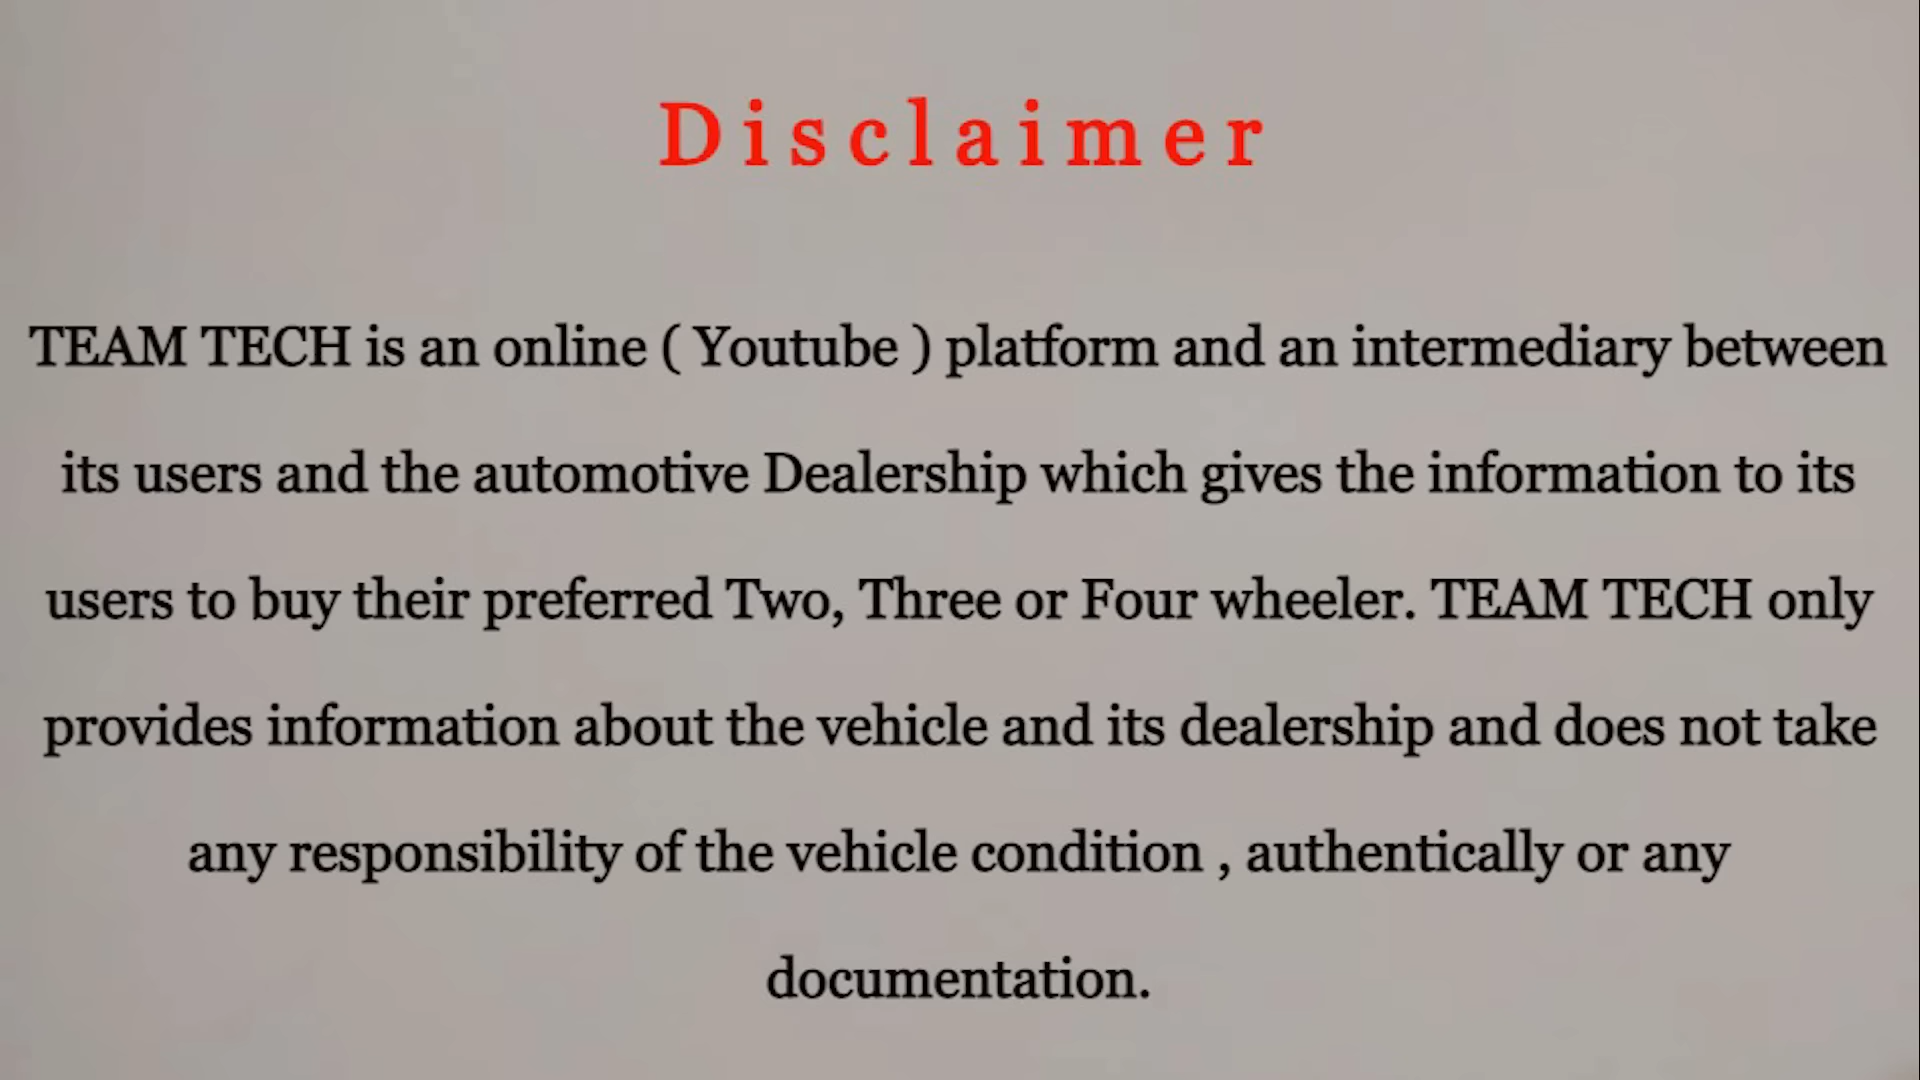 Disclaimer
TEAM TECH is an online ( Youtube ) platform and an intermediary between
its users and the automotive Dealership which gives the information to its
users to buy their preferred Two, Three or Four wheeler. TEAM TECH only
provides information about the vehicle and its dealership and does not take
any responsibility of the vehicle condition , authentically or any
documentation.